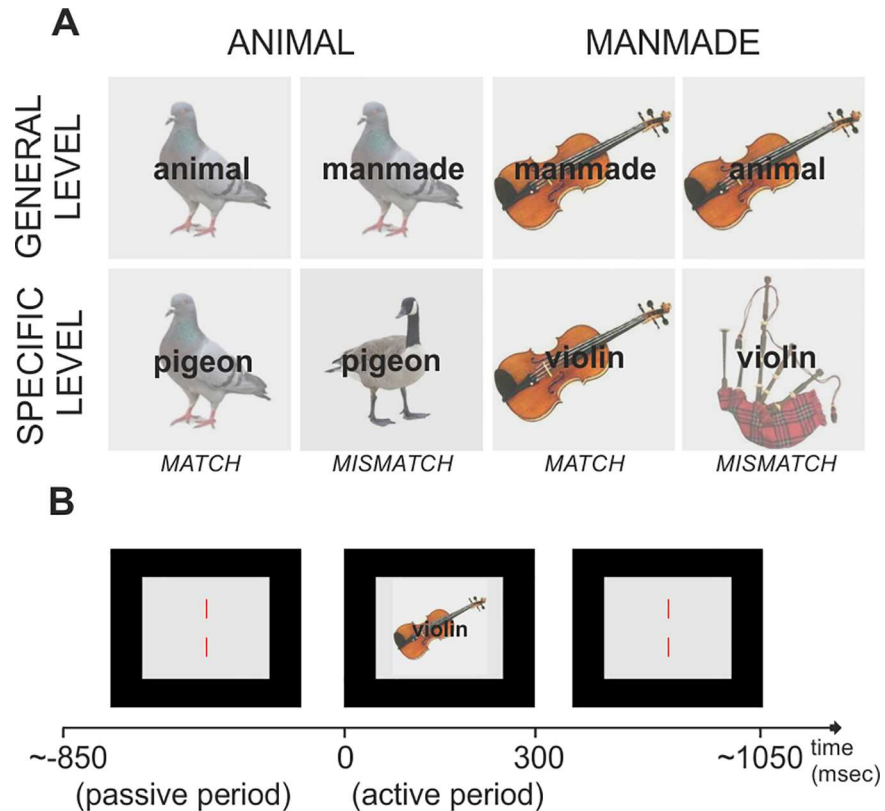 A
ANIMAL MANMADE
GENERAL
LEVEL
animal manmade manmade animal
SPECIFIC
LEVEL
pigeon pigeon violin violin
MATCH MISMATCH MATCH MISMATCH
B
violin
~-850 0 300 ~1050 time
(msec)
(passive period) (active period)